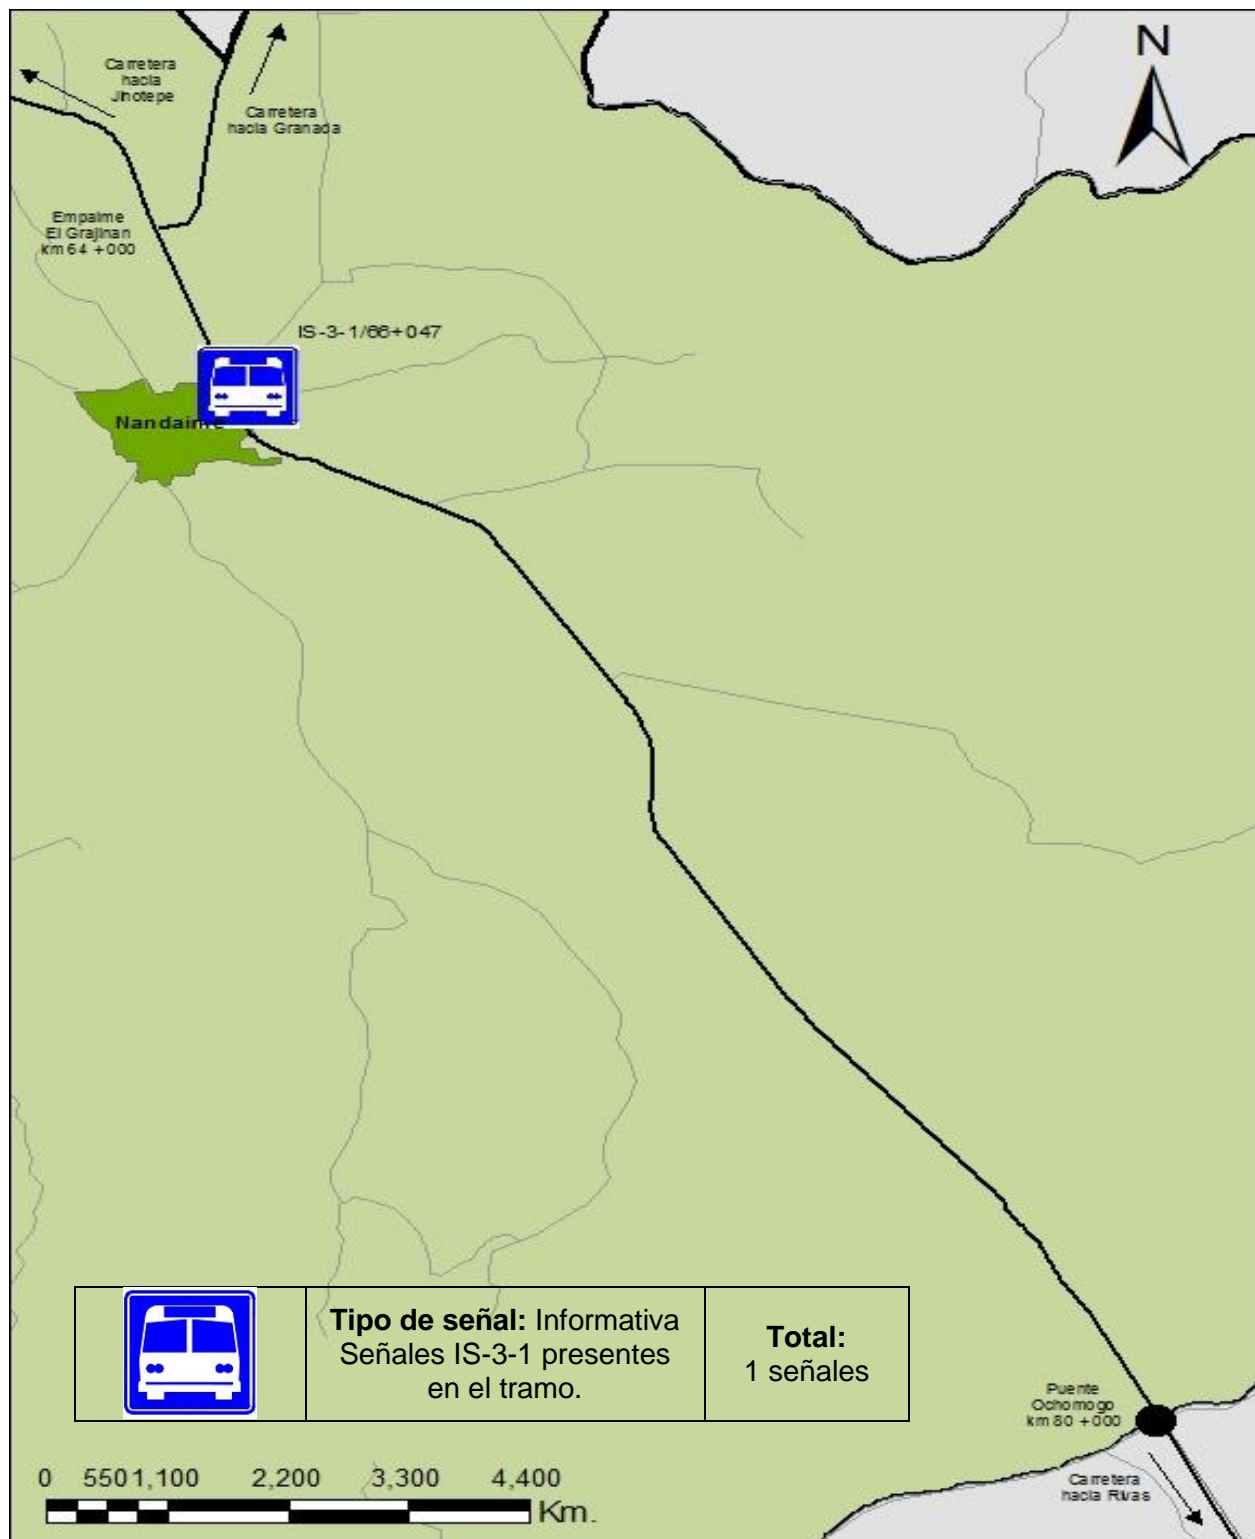 N
Carretera
hacia
Jinotepe
Carretera
hacia Granada
Empalme
El Grajinan
km 64 +000
IS-3-1/66+047
Nandaime
Tipo de señal: Informativa
Señales IS-3-1 presentes
en el tramo.
Total:
1 señales
Puente
Ochomogo
km 80 +000
Carretera
hacia Rivas
0 550 1,100 2,200 3,300 4,400
Km.